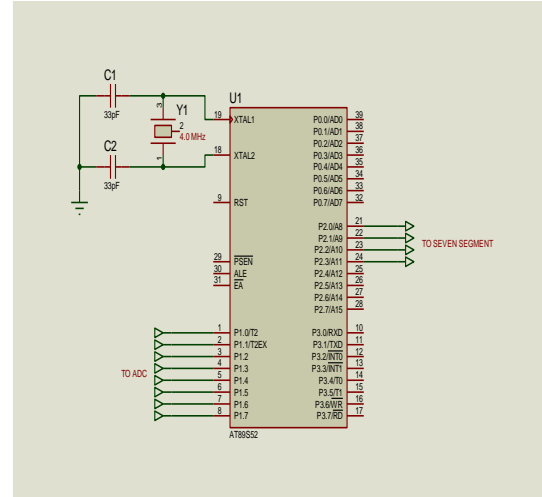 C1
33pF
C2
33pF
3
Y1
2
4.0 MHz
1
U1
19 XTAL1
18 XTAL2
9 RST
29 PSEN
30 ALE
31 EA
TO ADC
1 P1.0/T2
2 P1.1/T2EX
3 P1.2
4 P1.3
5 P1.4
6 P1.5
7 P1.6
8 P1.7
P0.0/AD0 39
P0.1/AD1 38
P0.2/AD2 37
P0.3/AD3 36
P0.4/AD4 35
P0.5/AD5 34
P0.6/AD6 33
P0.7/AD7 32
P2.0/A8 21
P2.1/A9 22
P2.2/A10 23
P2.3/A11 24
P2.4/A12 25
P2.5/A13 26
P2.6/A14 27
P2.7/A15 28
TO SEVEN SEGMENT
P3.0/RXD 10
P3.1/TXD 11
P3.2/INT0 12
P3.3/INT1 13
P3.4/T0 14
P3.5/T1 15
P3.6/WR 16
P3.7/RD 17
AT89S52